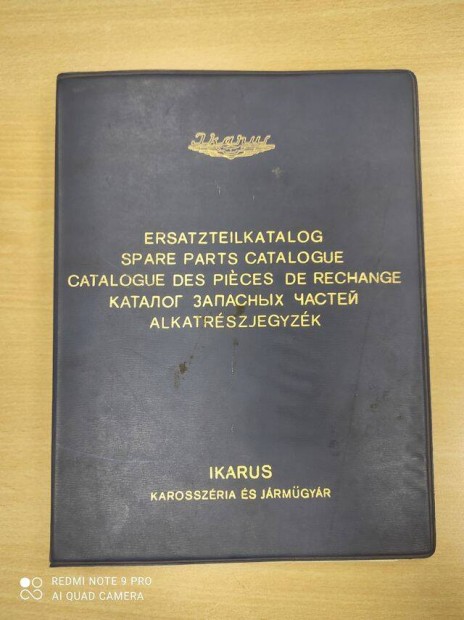 Ikarus
ERSATZTEILKATALOG
SPARE PARTS CATALOGUE
CATALOGUE DES PIÈCES DE RECHANGE
КАТАЛОГ ЗАПАСНЫХ ЧАСТЕЙ
ALKATRÉSZJEGYZÉK
IKARUS
KAROSSZÉRIA ÉS JÁRMŰGYÁR
REDMI NOTE 9 PRO
AI QUAD CAMERA